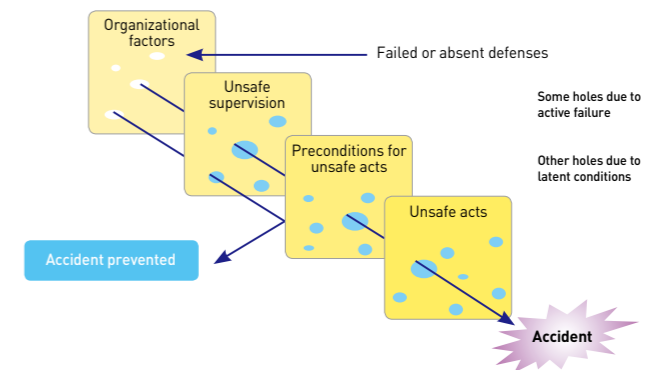 Organizational
factors
Failed or absent defenses
Unsafe
supervision
Some holes due to
active failure
Preconditions for
unsafe acts
Other holes due to
latent conditions
Unsafe acts
Accident prevented
Accident